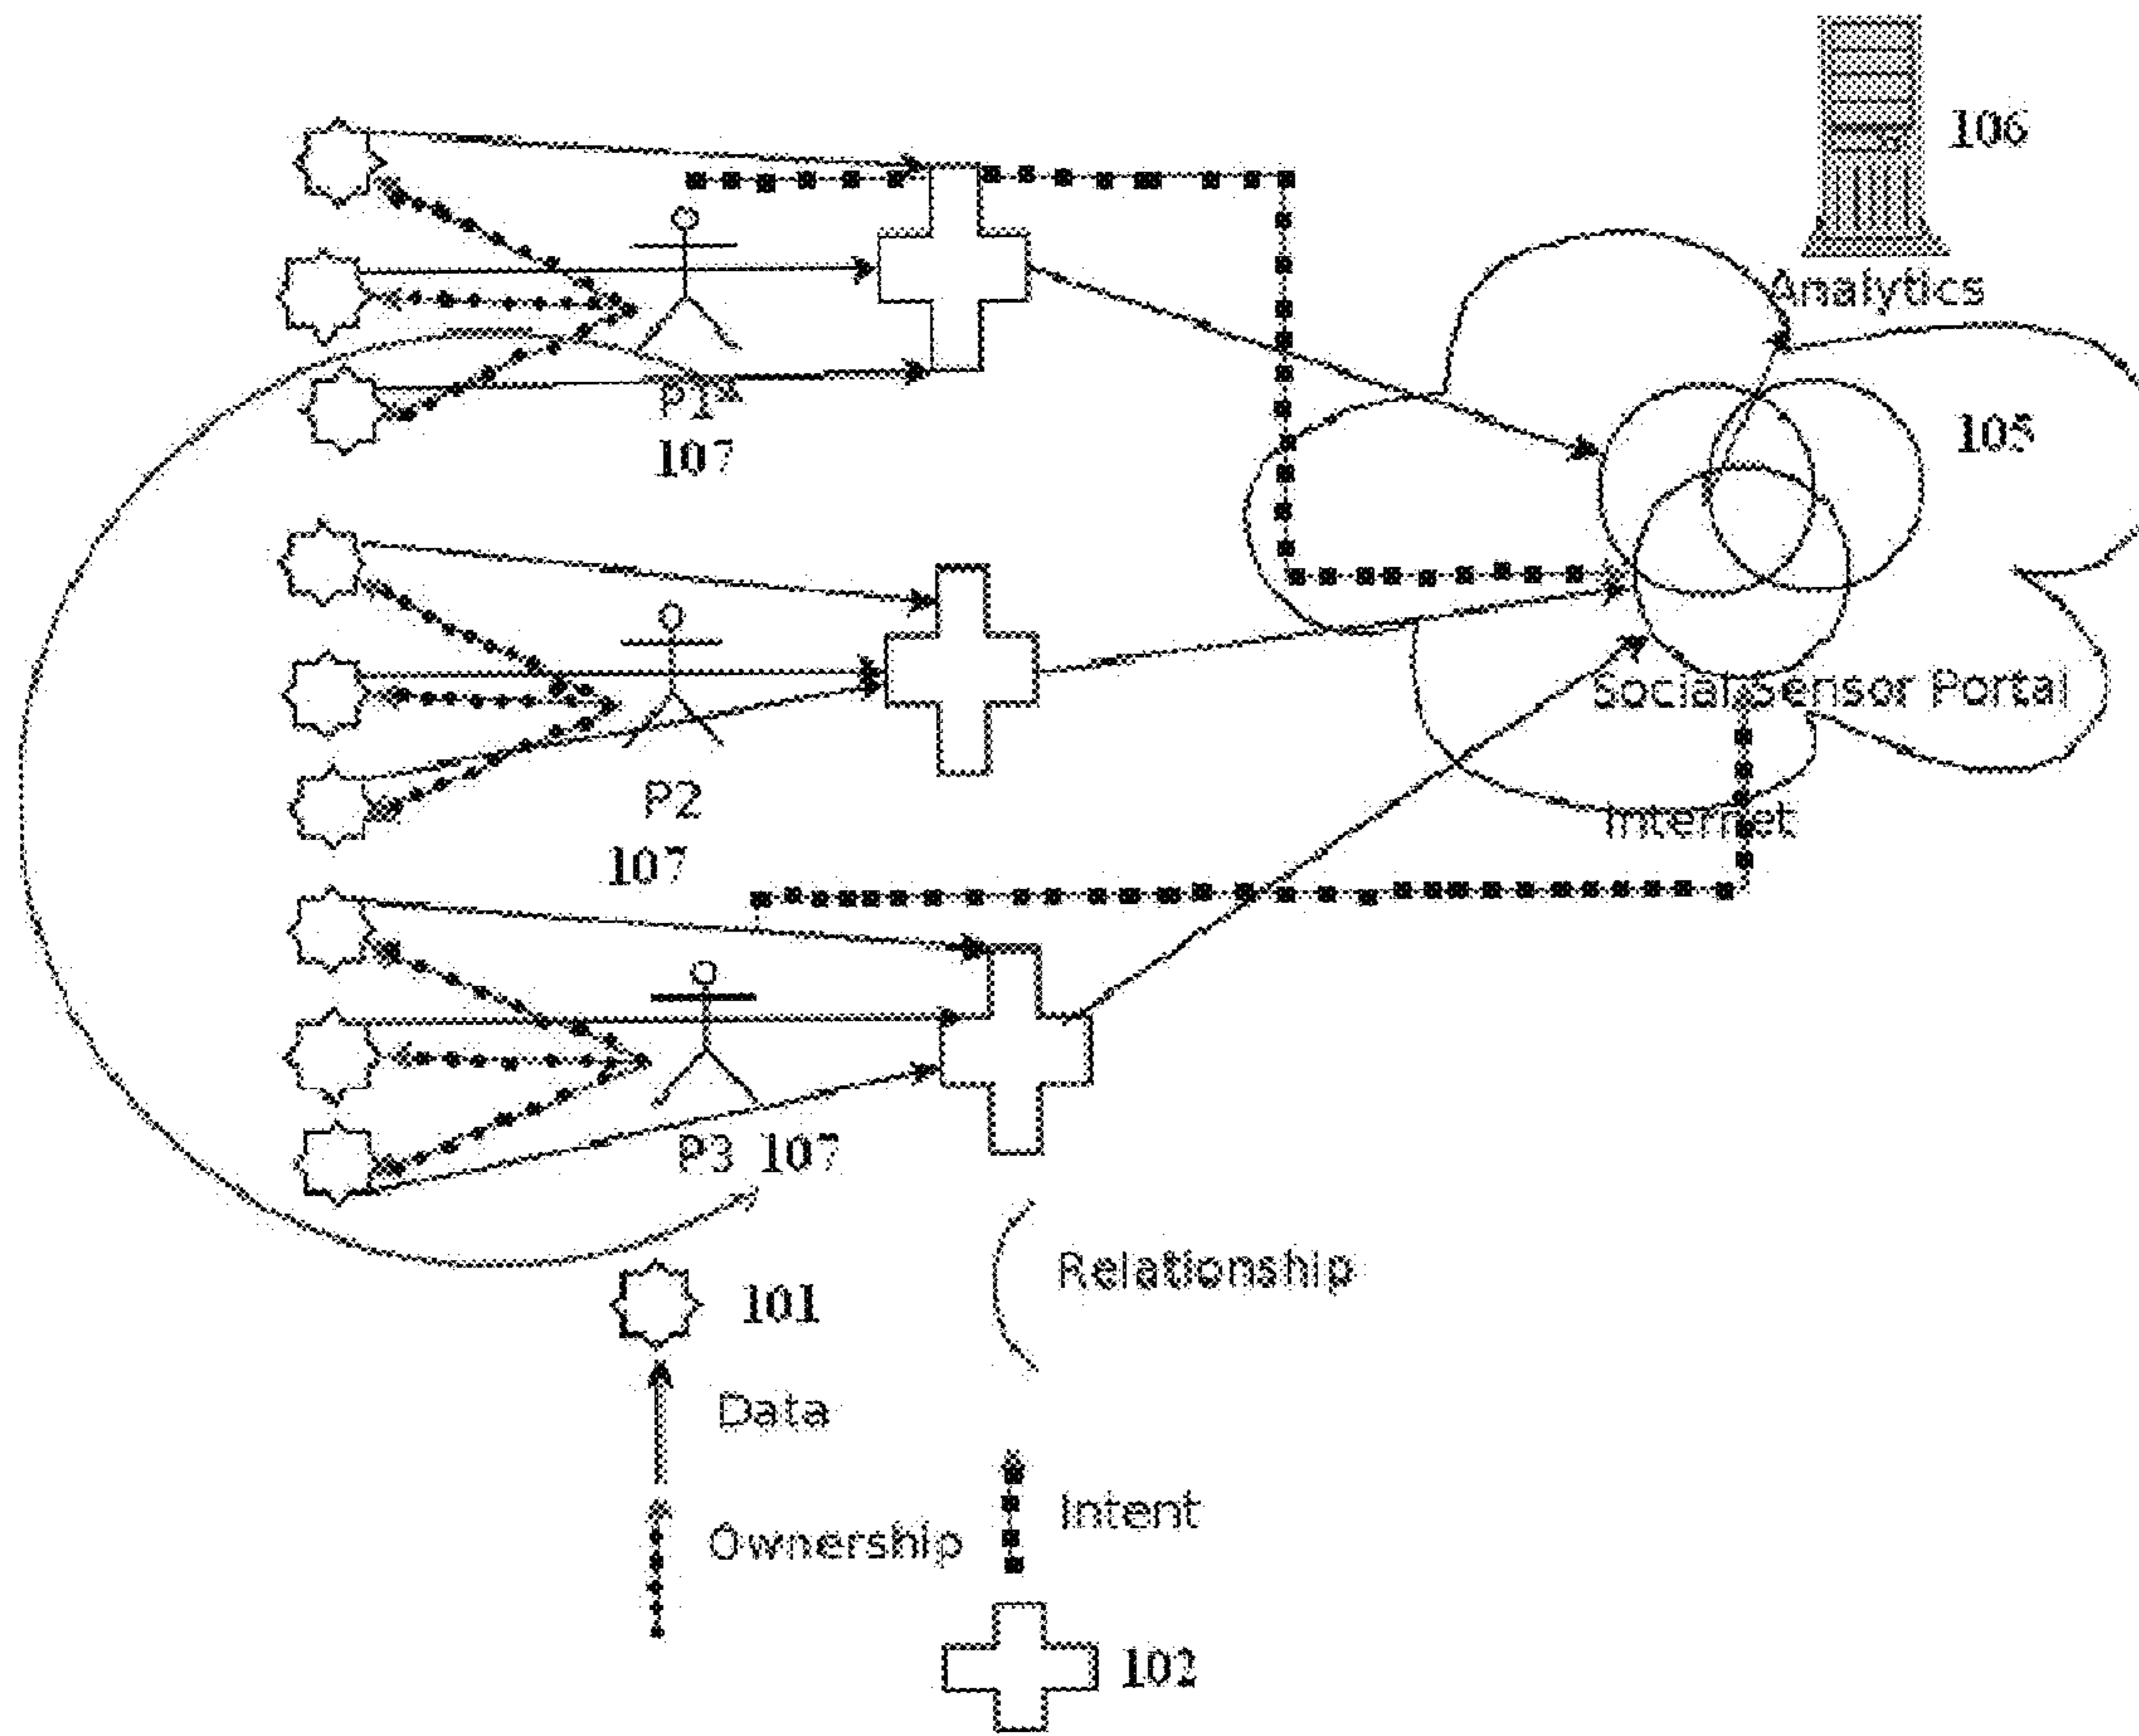 106
Analytics
105
P1
107
Social Sensor Portal
P2
Internet
107
P3 107
Relationship
101
Data
Intent
Ownership
102